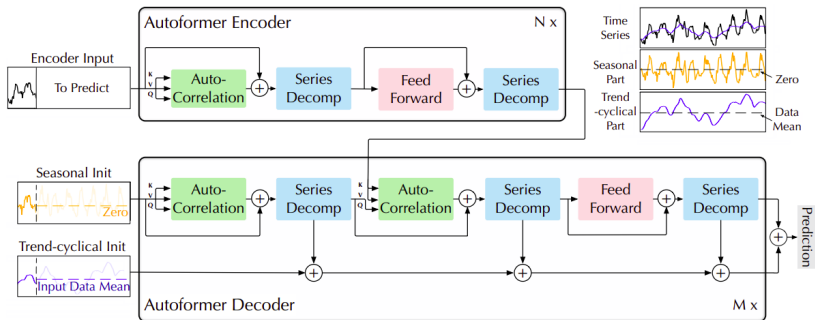 Autoformer Encoder
N x
Encoder Input
To Predict
K
V
Q
Auto-
Correlation
+
Series
Decomp
Feed
Forward
+
Series
Decomp
Time
Series
Seasonal
Part
Zero
Trend
-cyclical
Part
Data
Mean
Seasonal Init
Zero
K
V
Q
Auto-
Correlation
+
Series
Decomp
K
V
Q
Auto-
Correlation
+
Series
Decomp
Feed
Forward
+
Series
Decomp
+
Prediction
Trend-cyclical Init
Input Data Mean
+
+
+
Autoformer Decoder
M x